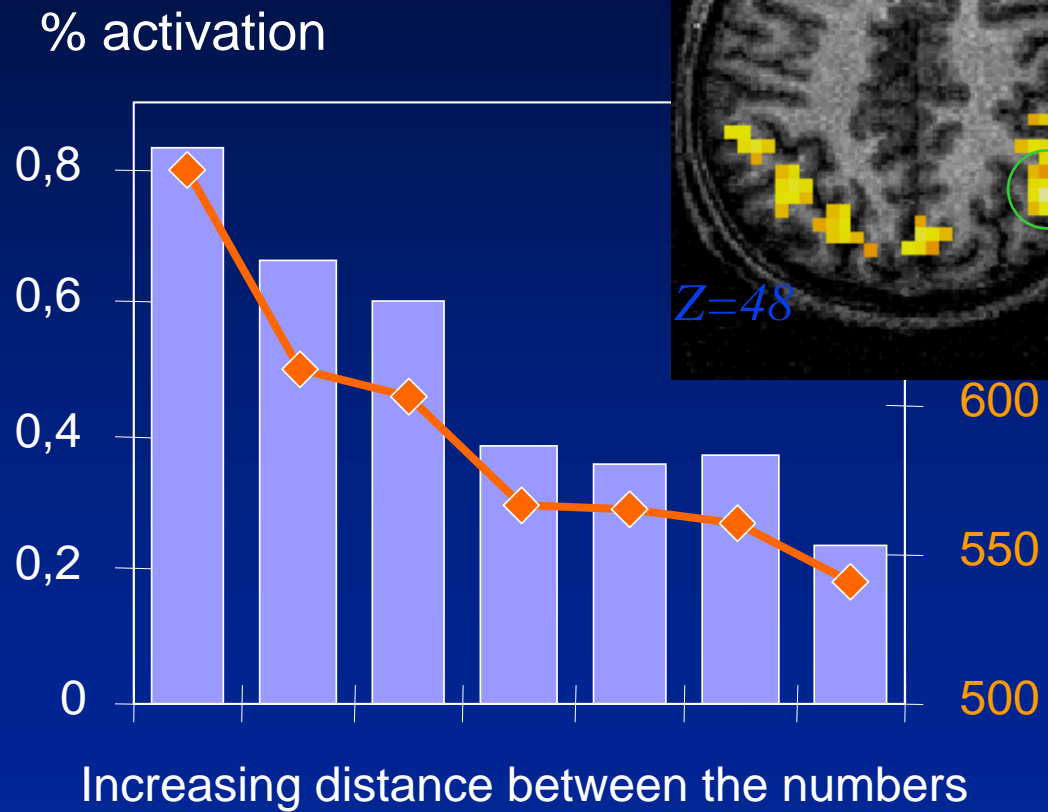 % activation
0,8
0,6
0,4
0,2
0
Z=48
600
550
500
Increasing distance between the numbers